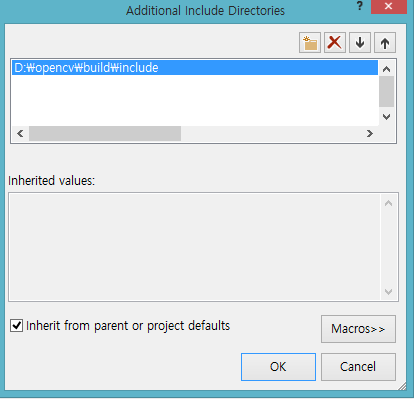 Additional Include Directories
D:₩opencv₩build₩include
Inherited values:
Inherit from parent or project defaults
Macros>>
OK
Cancel